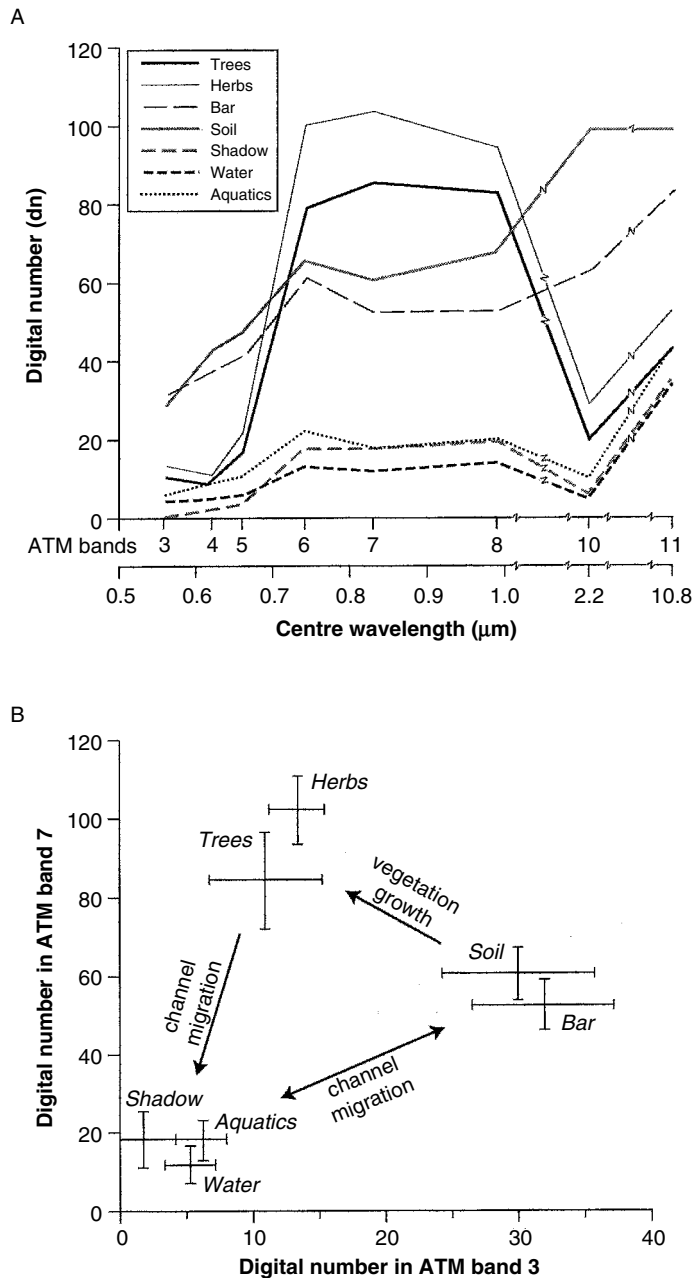 A
120
100
80
60
40
20
0
Digital number (dn)
Trees
Herbs
Bar
Soil
Shadow
Water
Aquatics
ATM bands 3 4 5 6 7 8 10 11
0.5 0.6 0.7 0.8 0.9 1.0 2.2 10.8
Centre wavelength (μm)
B
120
100
80
60
40
20
0
Digital number in ATM band 7
Herbs
Trees
vegetation
growth
Soil
Bar
channel
migration
channel
migration
Shadow
Aquatics
Water
0 10 20 30 40
Digital number in ATM band 3